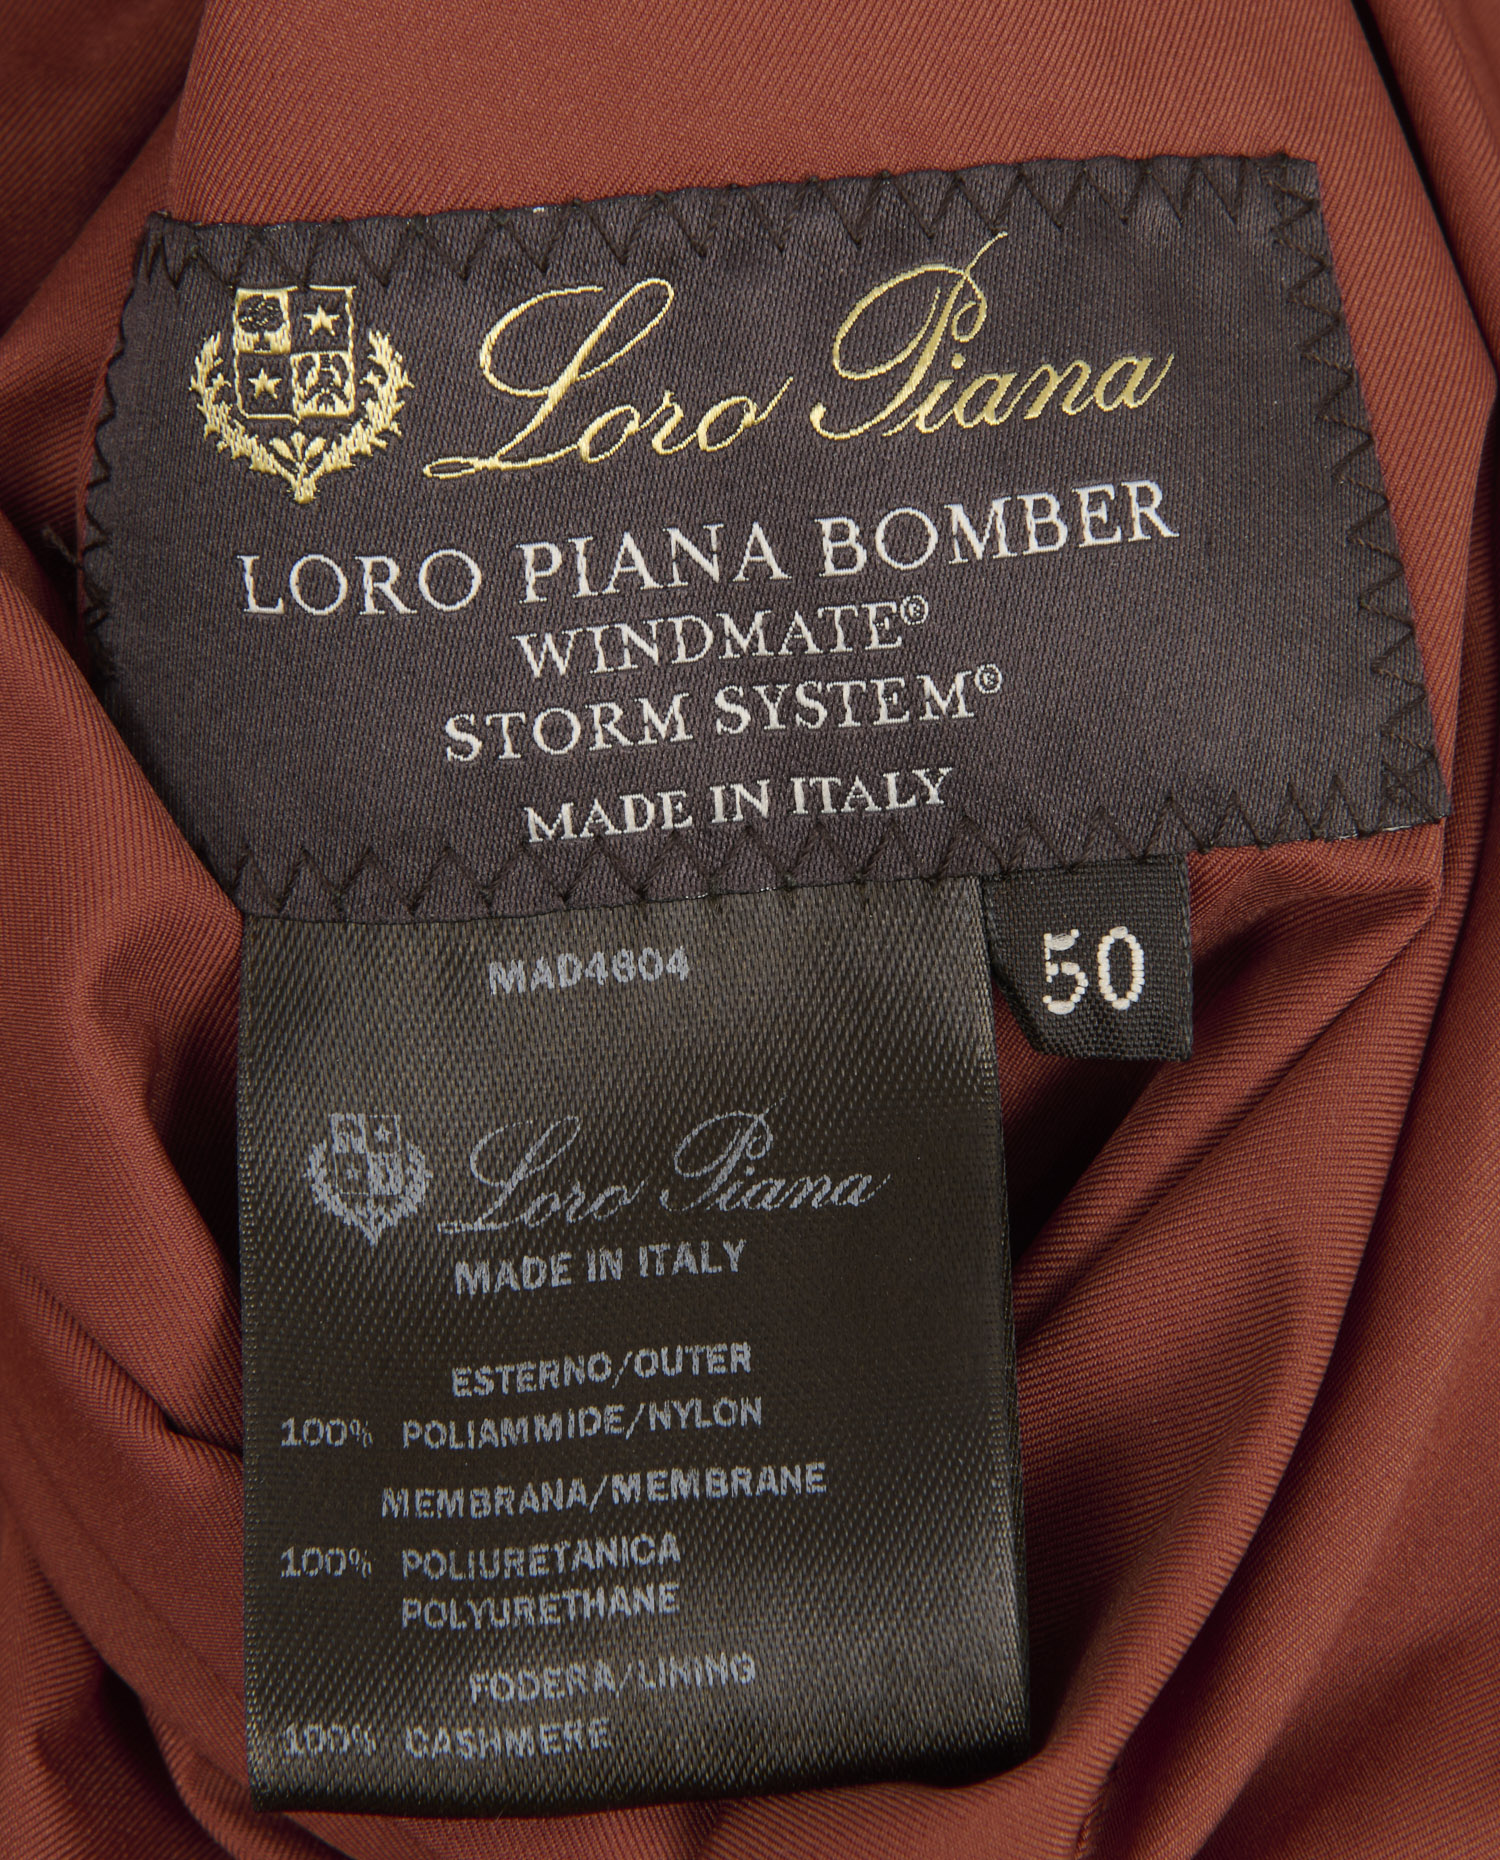 Loro Piana
LORO PIANA BOMBER
WINDMATE®
STORM SYSTEM®
MADE IN ITALY
50
MAD4604
Loro Piana
MADE IN ITALY
ESTERNO/OUTER
100% POLIAMMIDE/NYLON
MEMBRANA/MEMBRANE
100% POLIURETANICA
POLYURETHANE
FODERA/LINING
100% CASHMERE